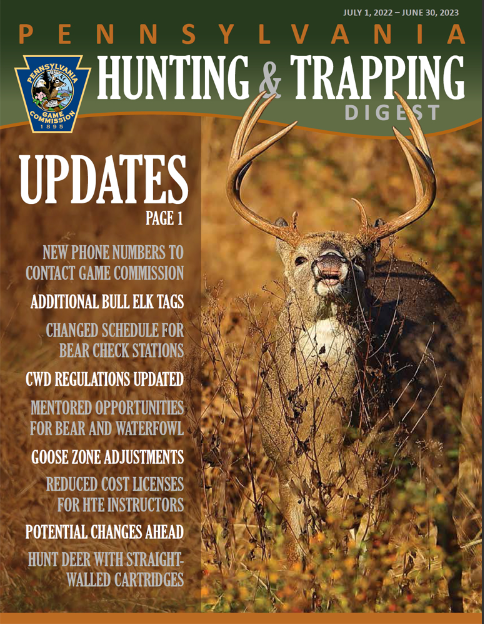 JULY 1, 2022 – JUNE 30, 2023
PENNSYLVANIA
HUNTING & TRAPPING
DIGEST
PENNSYLVANIA
GAME
COMMISSION
1895
UPDATES
PAGE 1
NEW PHONE NUMBERS TO
CONTACT GAME COMMISSION
ADDITIONAL BULL ELK TAGS
CHANGED SCHEDULE FOR
BEAR CHECK STATIONS
CWD REGULATIONS UPDATED
MENTORED OPPORTUNITIES
FOR BEAR AND WATERFOWL
GOOSE ZONE ADJUSTMENTS
REDUCED COST LICENSES
FOR HTE INSTRUCTORS
POTENTIAL CHANGES AHEAD
HUNT DEER WITH STRAIGHT-
WALLED CARTRIDGES